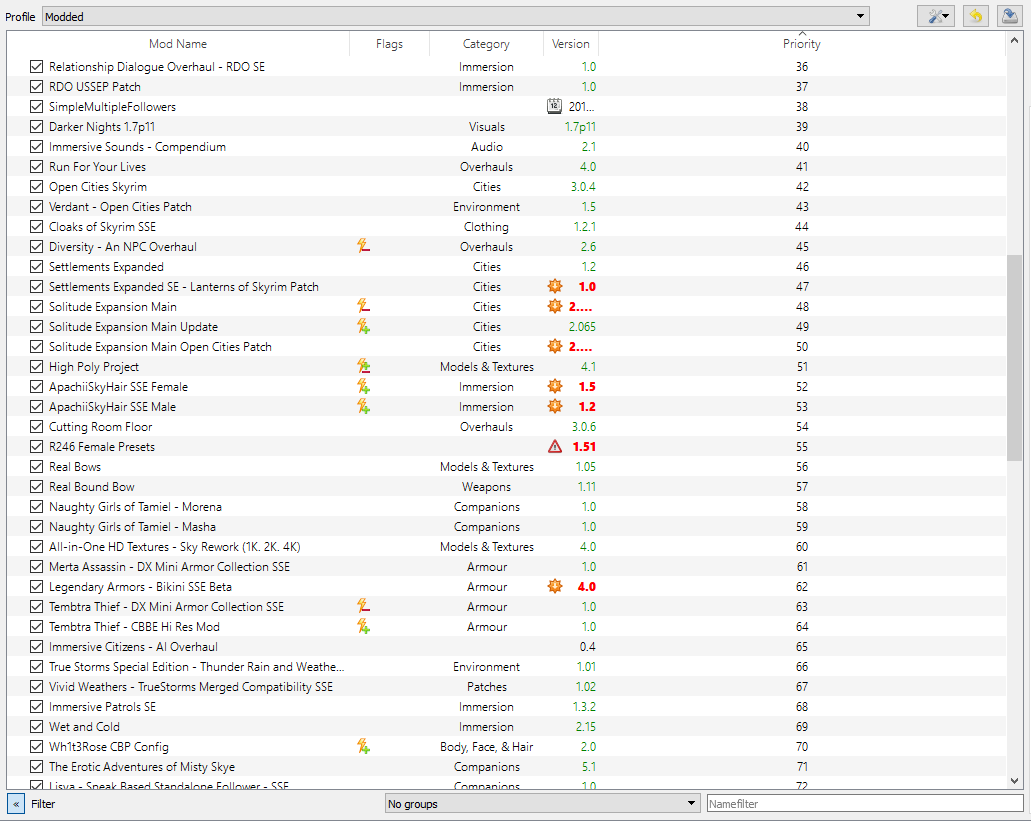 Profile Modded
Mod Name Flags Category Version Priority
Relationship Dialogue Overhaul - RDO SE Immersion 1.0 36
RDO USSEP Patch Immersion 1.0 37
SimpleMultipleFollowers 12 201... 38
Darker Nights 1.7p11 Visuals 1.7p11 39
Immersive Sounds - Compendium Audio 2.1 40
Run For Your Lives Overhauls 4.0 41
Open Cities Skyrim Cities 3.0.4 42
Verdant - Open Cities Patch Environment 1.5 43
Cloaks of Skyrim SSE Clothing 1.2.1 44
Diversity - An NPC Overhaul Overhauls 2.6 45
Settlements Expanded Cities 1.2 46
Settlements Expanded SE - Lanterns of Skyrim Patch Cities 1.0 47
Solitude Expansion Main Cities 2.... 48
Solitude Expansion Main Update Cities 2.065 49
Solitude Expansion Main Open Cities Patch Cities 2.... 50
High Poly Project Models & Textures 4.1 51
ApachiiSkyHair SSE Female Immersion 1.5 52
ApachiiSkyHair SSE Male Immersion 1.2 53
Cutting Room Floor Overhauls 3.0.6 54
R246 Female Presets 1.51 55
Real Bows Models & Textures 1.05 56
Real Bound Bow Weapons 1.11 57
Naughty Girls of Tamiel - Morena Companions 1.0 58
Naughty Girls of Tamiel - Masha Companions 1.0 59
All-in-One HD Textures - Sky Rework (1K. 2K. 4K) Models & Textures 4.0 60
Merta Assassin - DX Mini Armor Collection SSE Armour 1.0 61
Legendary Armors - Bikini SSE Beta Armour 4.0 62
Tembtra Thief - DX Mini Armor Collection SSE Armour 1.0 63
Tembtra Thief - CBBE Hi Res Mod Armour 1.0 64
Immersive Citizens - AI Overhaul 0.4 65
True Storms Special Edition - Thunder Rain and Weathe... Environment 1.01 66
Vivid Weathers - TrueStorms Merged Compatibility SSE Patches 1.02 67
Immersive Patrols SE Immersion 1.3.2 68
Wet and Cold Immersion 2.15 69
Wh1t3Rose CBP Config Body, Face, & Hair 2.0 70
The Erotic Adventures of Misty Skye Companions 5.1 71
Lisva - Speak Based Standalone Follower - SSE Companions 1.0 72
« Filter No groups Namefilter